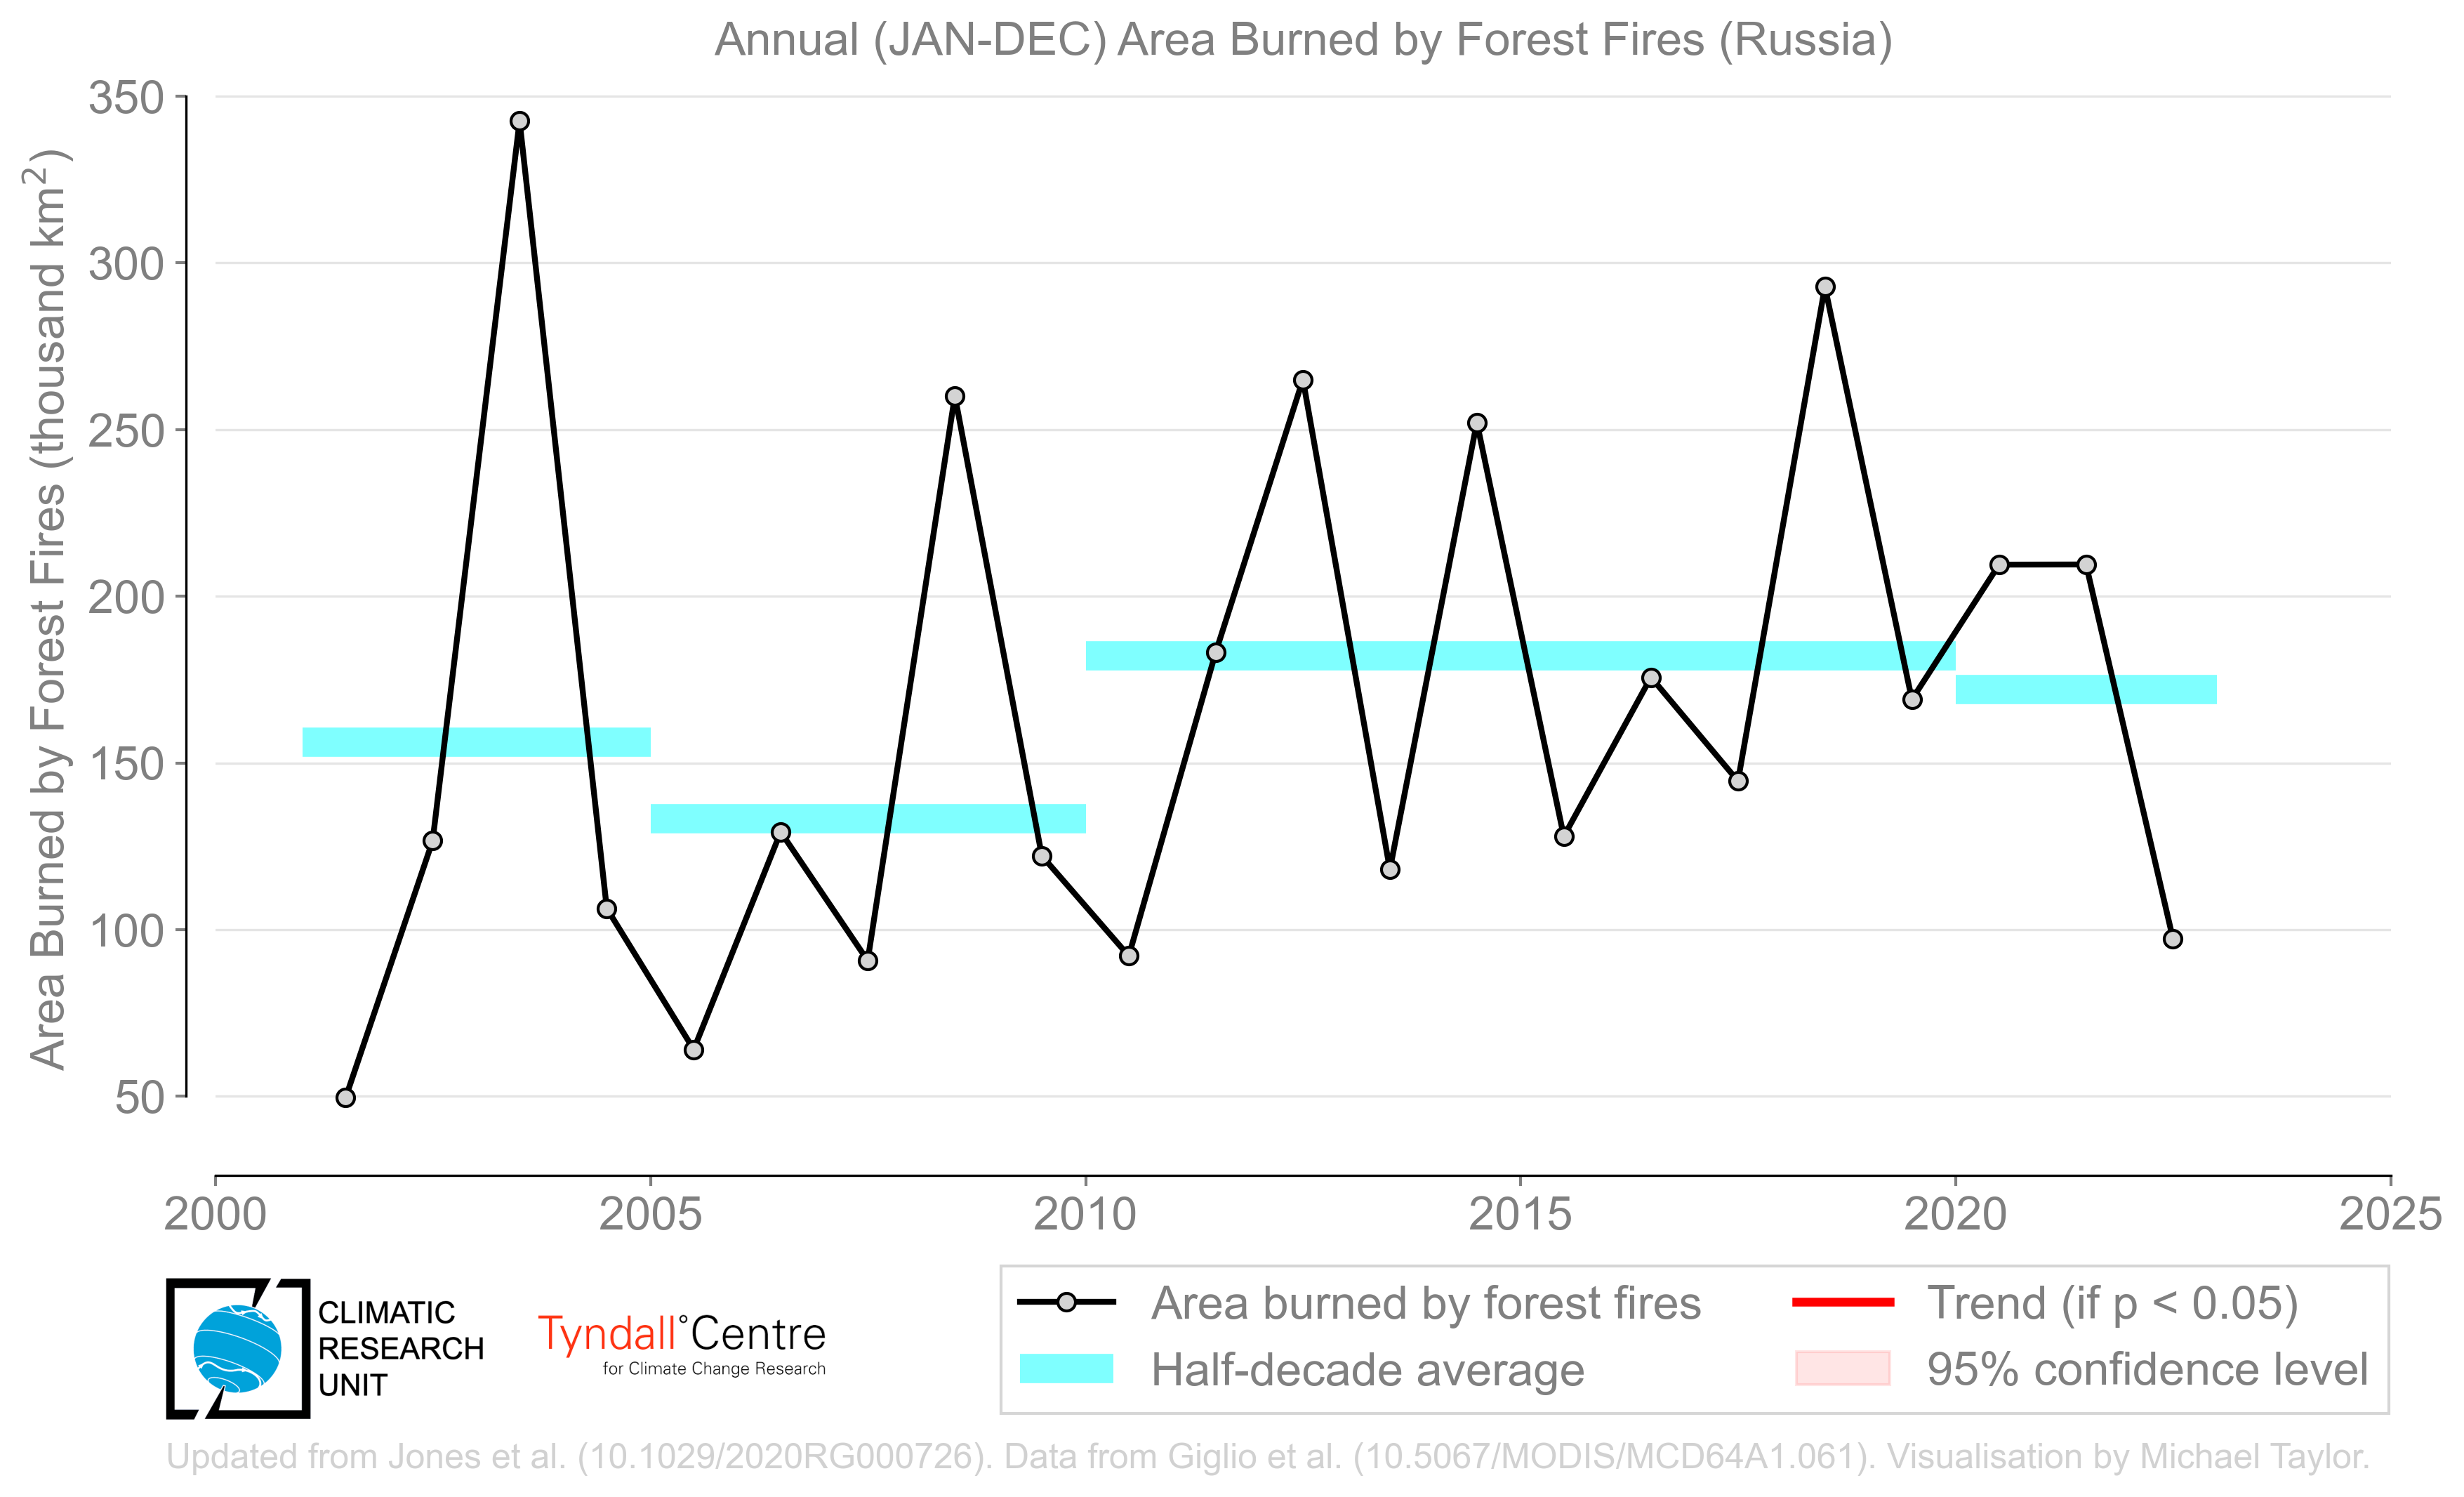 Annual (JAN-DEC) Area Burned by Forest Fires (Russia)
Area Burned by Forest Fires (thousand km²)
350
300
250
200
150
100
50
2000 2005 2010 2015 2020 2025
CLIMATIC
RESEARCH
UNIT
Tyndall°Centre
for Climate Change Research
Area burned by forest fires
Half-decade average
Trend (if p < 0.05)
95% confidence level
Updated from Jones et al. (10.1029/2020RG000726). Data from Giglio et al. (10.5067/MODIS/MCD64A1.061). Visualisation by Michael Taylor.